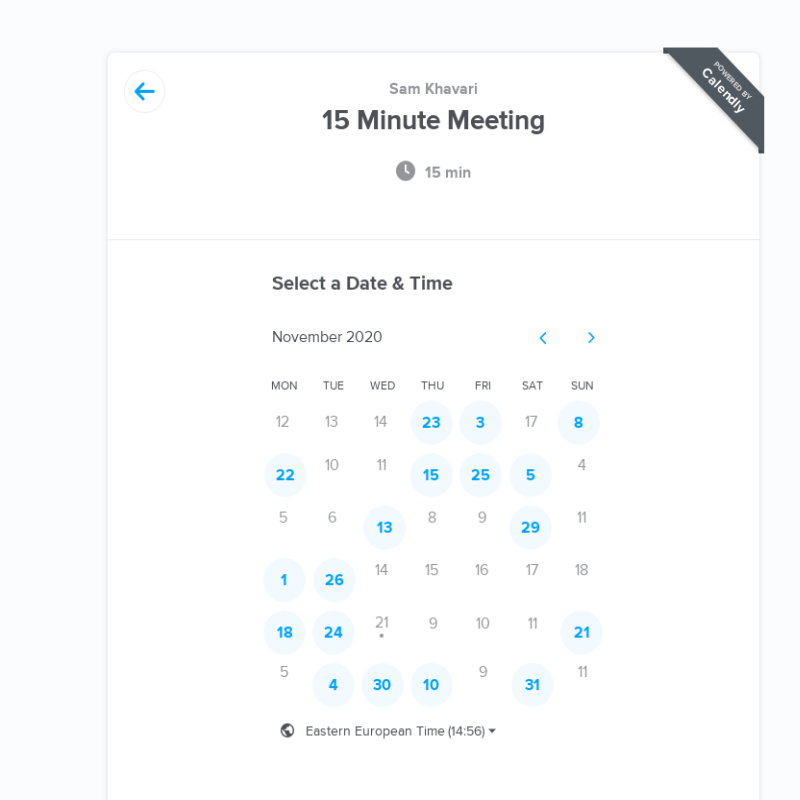 POWERED BY
Calendly
Sam Khavari
15 Minute Meeting
15 min
Select a Date & Time
November 2020
MON TUE WED THU FRI SAT SUN
12 13 14 23 3 17 8
22 10 11 15 25 5 4
5 6 13 8 9 29 11
1 26 14 15 16 17 18
18 24 21 9 10 11 21
5 4 30 10 9 31 11
Eastern European Time (14:56)